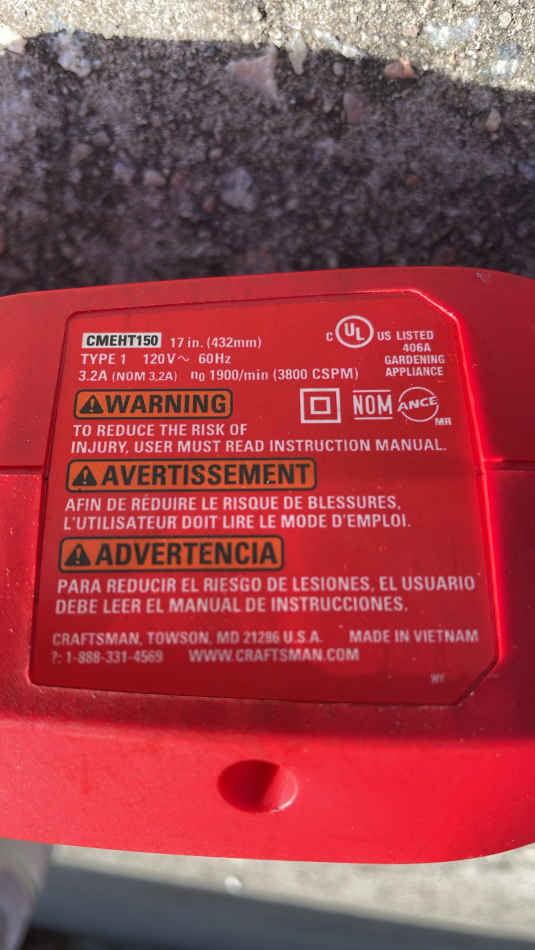 CMEHT150 17 in. (432mm)
TYPE 1 120V～ 60Hz
3.2A (NOM 3,2A) n0 1900/min (3800 CSPM)
C UL US LISTED
406A
GARDENING
APPLIANCE
WARNING
NOM ANCE MR
TO REDUCE THE RISK OF
INJURY, USER MUST READ INSTRUCTION MANUAL.
AVERTISSEMENT
AFIN DE RÉDUIRE LE RISQUE DE BLESSURES,
L'UTILISATEUR DOIT LIRE LE MODE D'EMPLOI.
ADVERTENCIA
PARA REDUCIR EL RIESGO DE LESIONES, EL USUARIO
DEBE LEER EL MANUAL DE INSTRUCCIONES.
CRAFTSMAN, TOWSON, MD 21286 U.S.A. MADE IN VIETNAM
?: 1-888-331-4569 WWW.CRAFTSMAN.COM